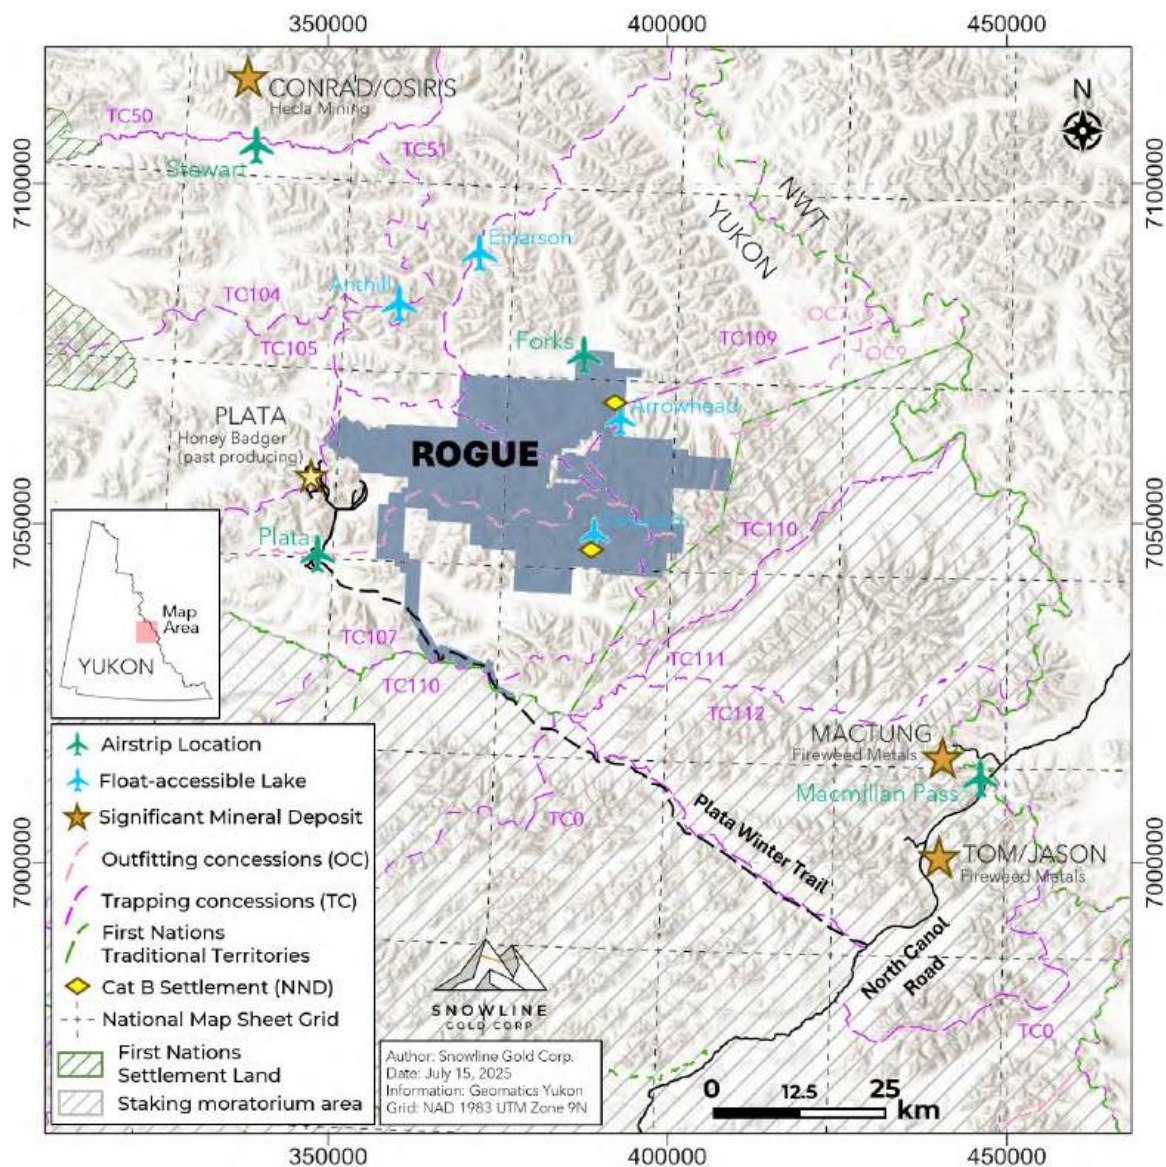 350000
400000
450000
CONRAD/OSIRIS
Hecla Mining
N
TC50
TC51
Stewart
7100000
7100000
NWT
YUKON
Einarson
Anthill
TC104
TC105
Forks
TC109
OC7
OC9
PLATA
Honey Badger
(past producing)
Arrowhead
ROGUE
7050000
7050000
Plata
TC110
Map
Area
YUKON
TC107
TC110
TC111
TC112
MACTUNG
Fireweed Metals
Macmillan Pass
TC0
Plata Winter Trail
TOM/JASON
Fireweed Metals
7000000
7000000
North Canol
Road
TC0
Airstrip Location
Float-accessible Lake
Significant Mineral Deposit
Outfitting concessions (OC)
Trapping concessions (TC)
First Nations
Traditional Territories
Cat B Settlement (NND)
National Map Sheet Grid
First Nations
Settlement Land
Staking moratorium area
SNOWLINE
GOLD CORP
Author: Snowline Gold Corp.
Date: July 15, 2025
Information: Geomatics Yukon
Grid: NAD 1983 UTM Zone 9N
0 12.5 25
km
350000
400000
450000